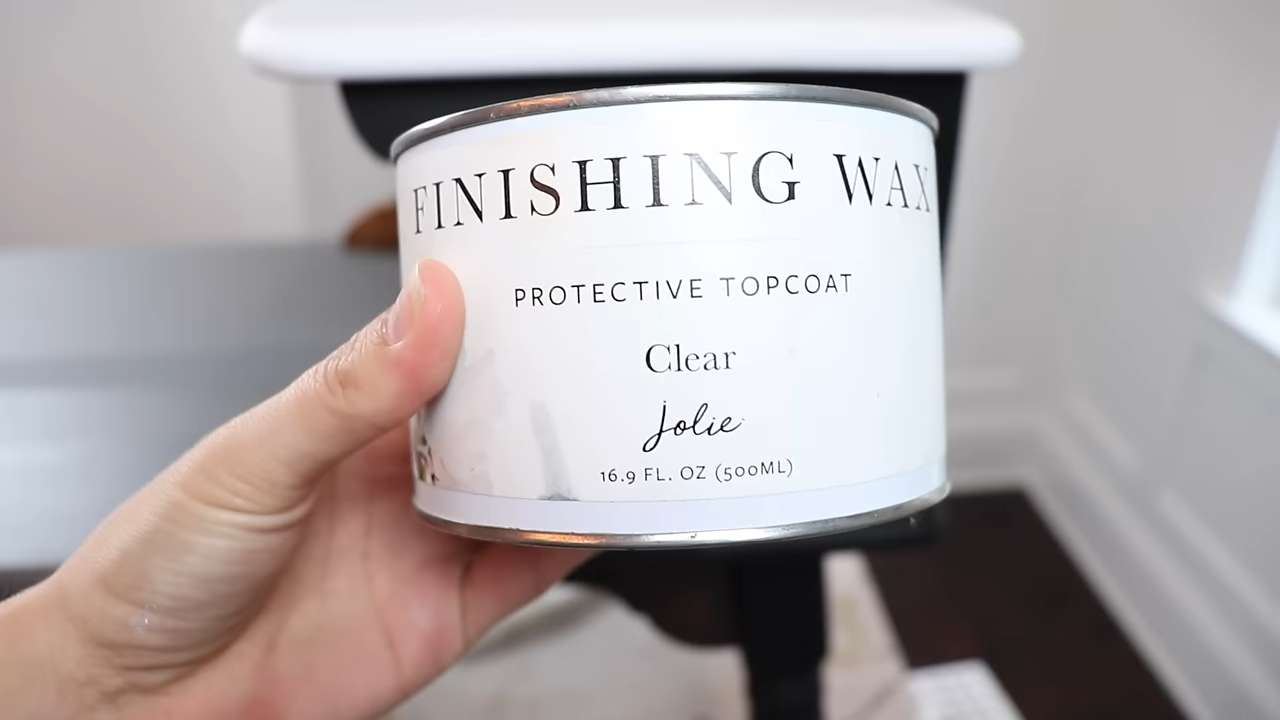 FINISHING WAX
PROTECTIVE TOPCOAT
Clear
Jolie
16.9 FL. OZ (500ML)